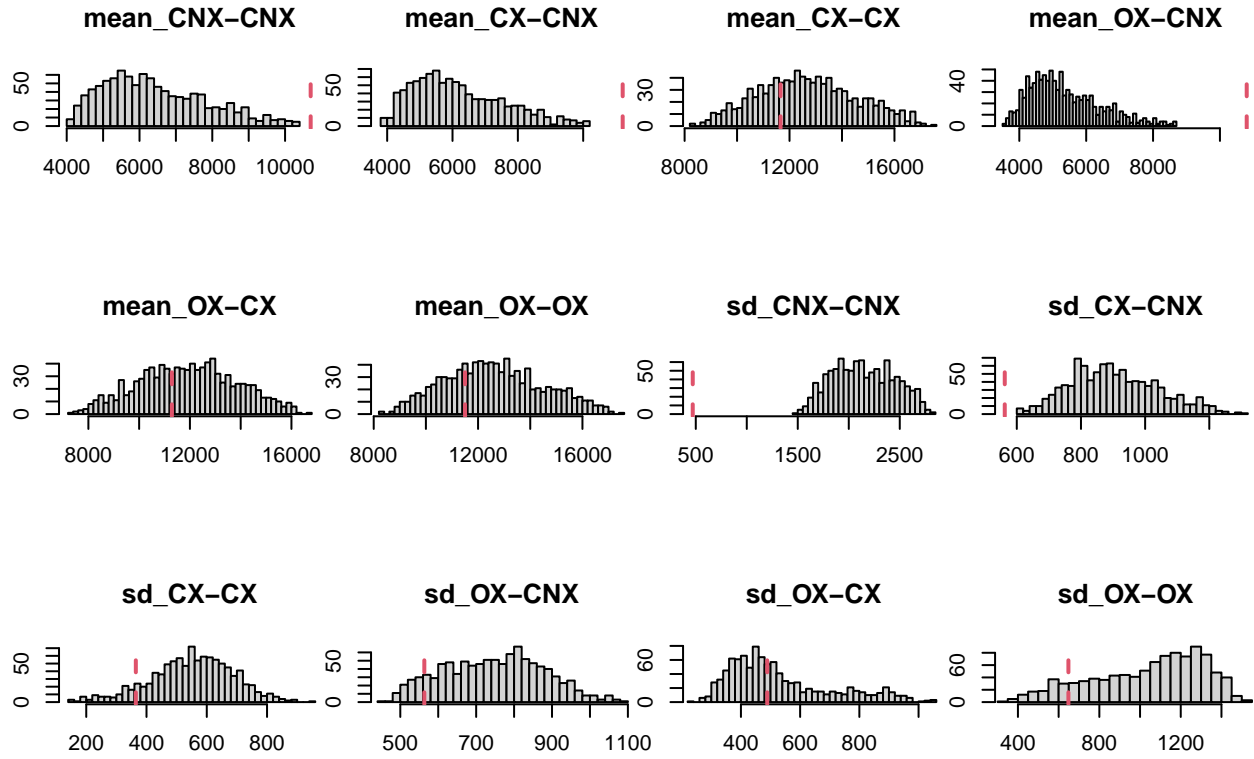 mean_CNX−CNX mean_CX−CNX mean_CX−CX mean_OX−CNX
0 50 0 50 0 30 0 40
4000 6000 8000 10000 4000 6000 8000 8000 12000 16000 4000 6000 8000
mean_OX−CX mean_OX−OX sd_CNX−CNX sd_CX−CNX
0 30 0 30 0 50 0 50
8000 12000 16000 8000 12000 16000 500 1500 2500 600 800 1000
sd_CX−CX sd_OX−CNX sd_OX−CX sd_OX−OX
0 50 0 50 0 60 0 60
200 400 600 800 500 700 900 1100 400 600 800 400 800 1200